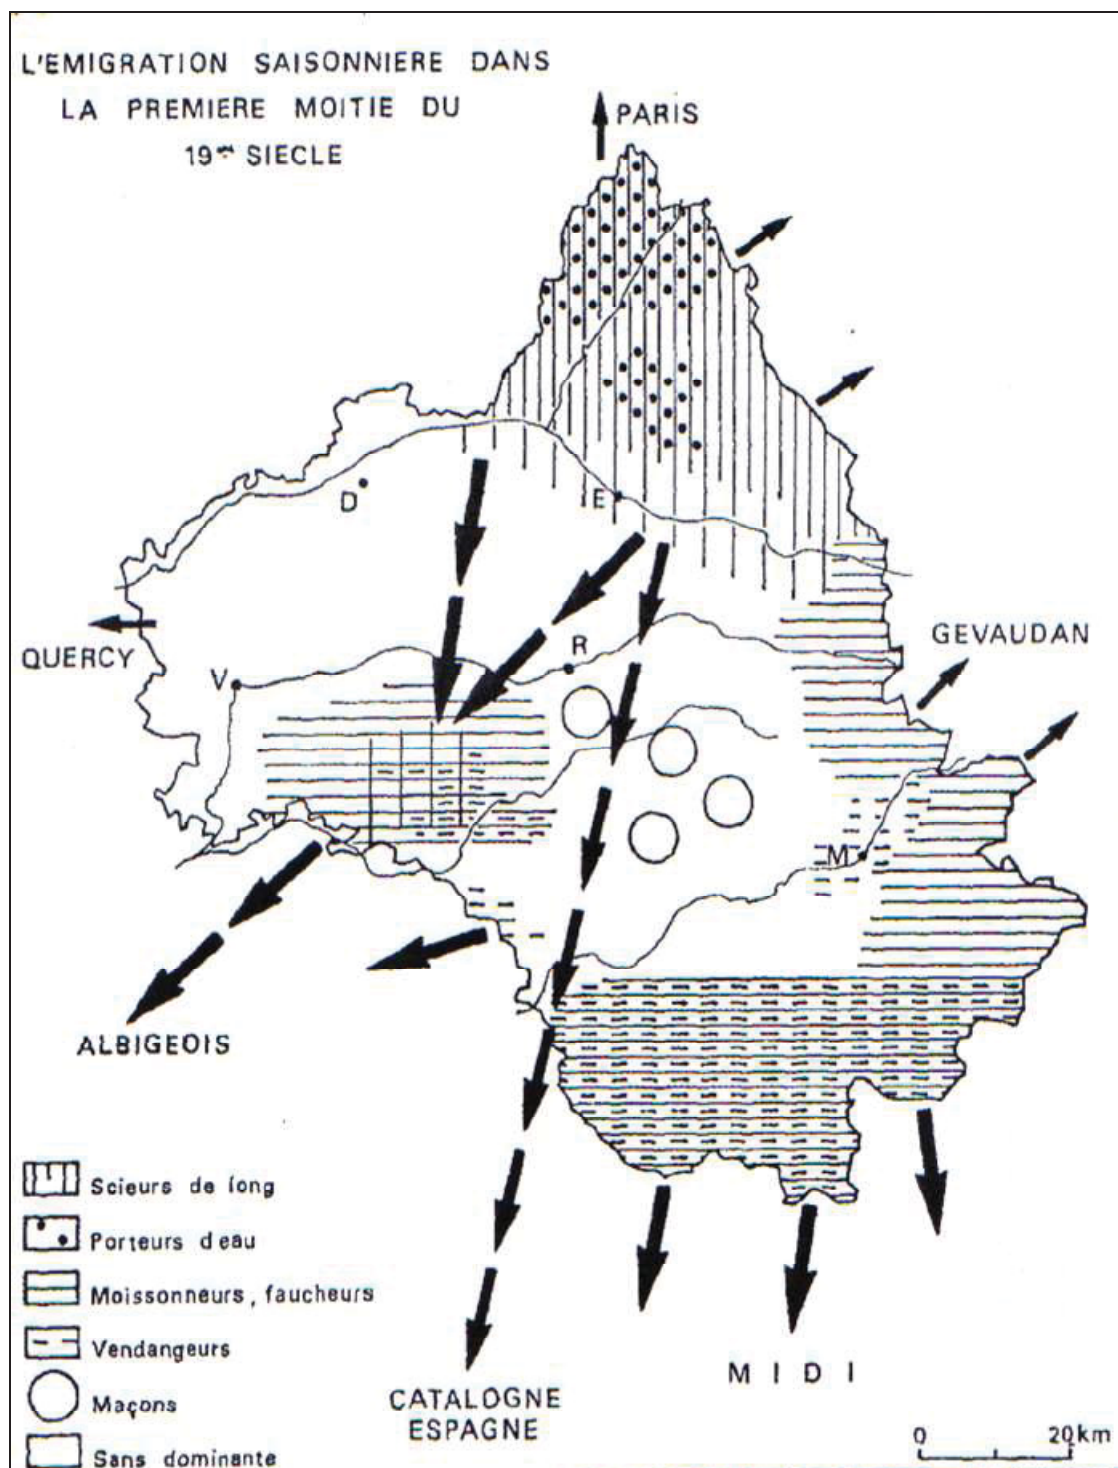 L'EMIGRATION SAISONNIERE DANS
LA PREMIERE MOITIE DU
19me SIECLE
PARIS
D
E
QUERCY
V
R
GEVAUDAN
M
ALBIGEOIS
Scieurs de long
Porteurs d'eau
Moissonneurs, faucheurs
Vendangeurs
Maçons
Sans dominante
CATALOGNE
ESPAGNE
MIDI
0 20km